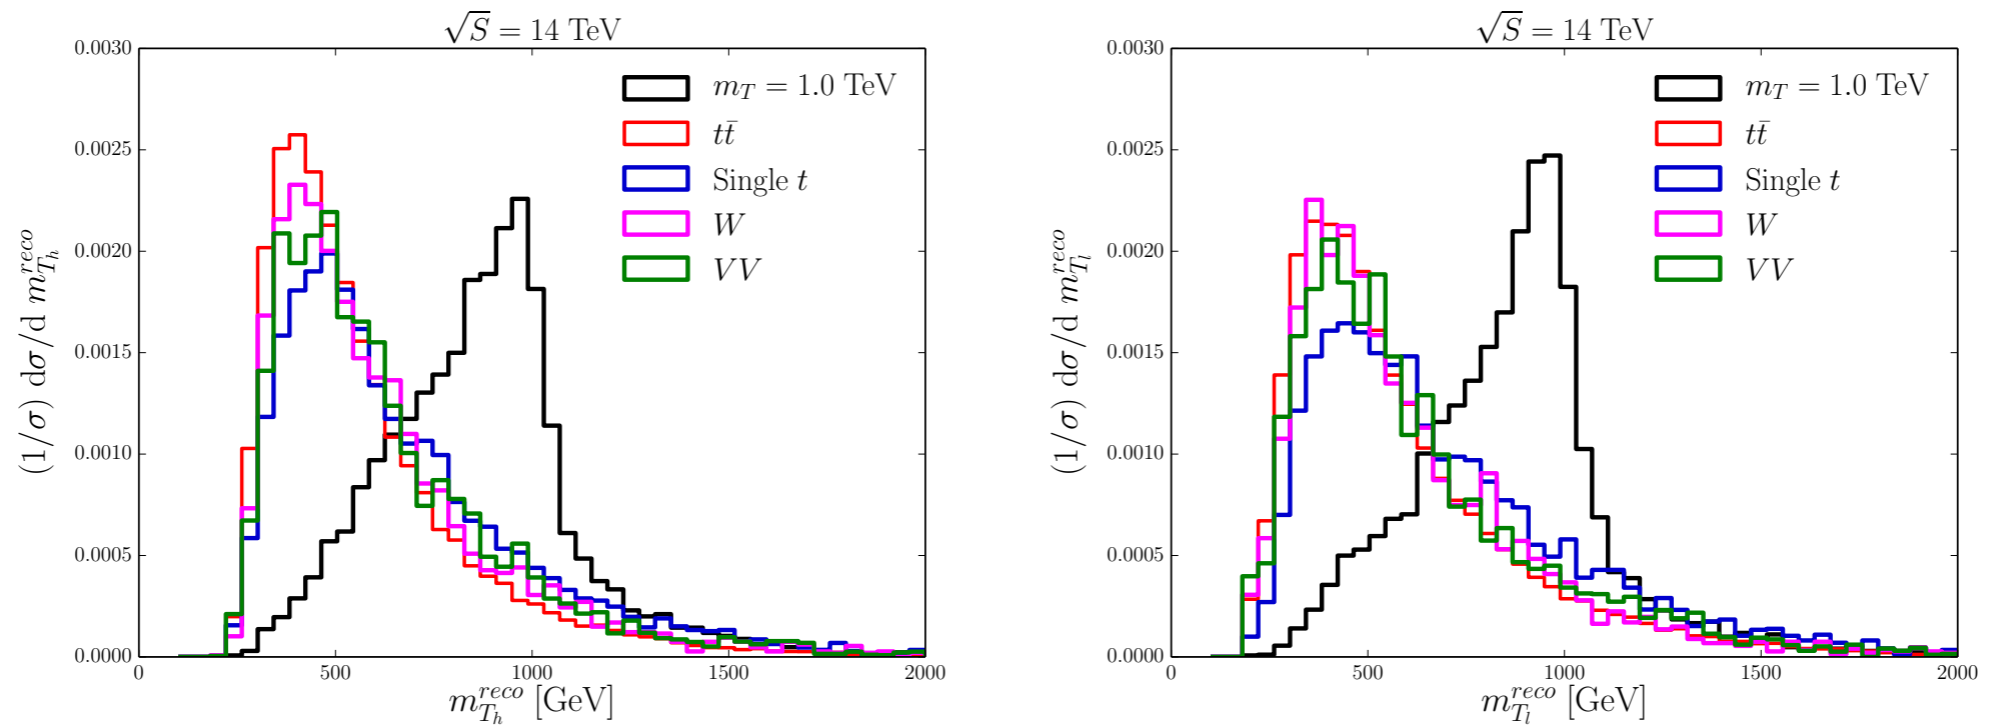 √S = 14 TeV
(1/σ) dσ/d m_{T_h}^{reco}
0.0030
0.0025
0.0020
0.0015
0.0010
0.0005
0.0000
m_T = 1.0 TeV
tt̄
Single t
W
VV
0 500 1000 1500 2000
m_{T_h}^{reco} [GeV]
√S = 14 TeV
(1/σ) dσ/d m_{T_l}^{reco}
0.0030
0.0025
0.0020
0.0015
0.0010
0.0005
0.0000
m_T = 1.0 TeV
tt̄
Single t
W
VV
0 500 1000 1500 2000
m_{T_l}^{reco} [GeV]